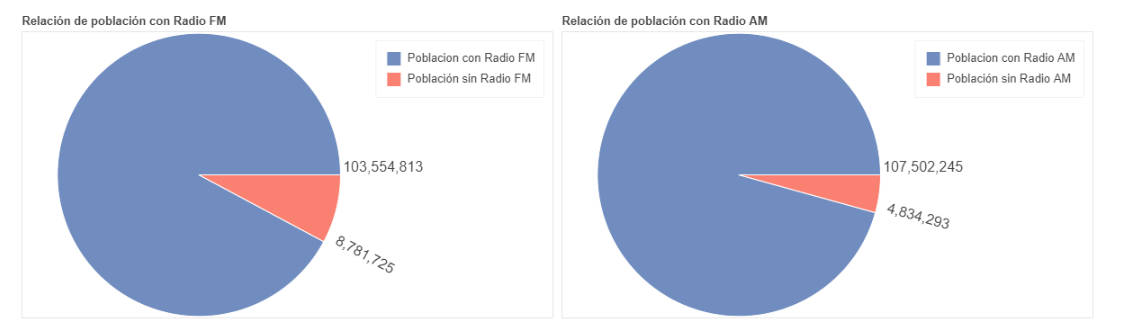 Relación de población con Radio FM
Poblacion con Radio FM
Población sin Radio FM
103,554,813
8,781,725
Relación de población con Radio AM
Poblacion con Radio AM
Población sin Radio AM
107,502,245
4,834,293